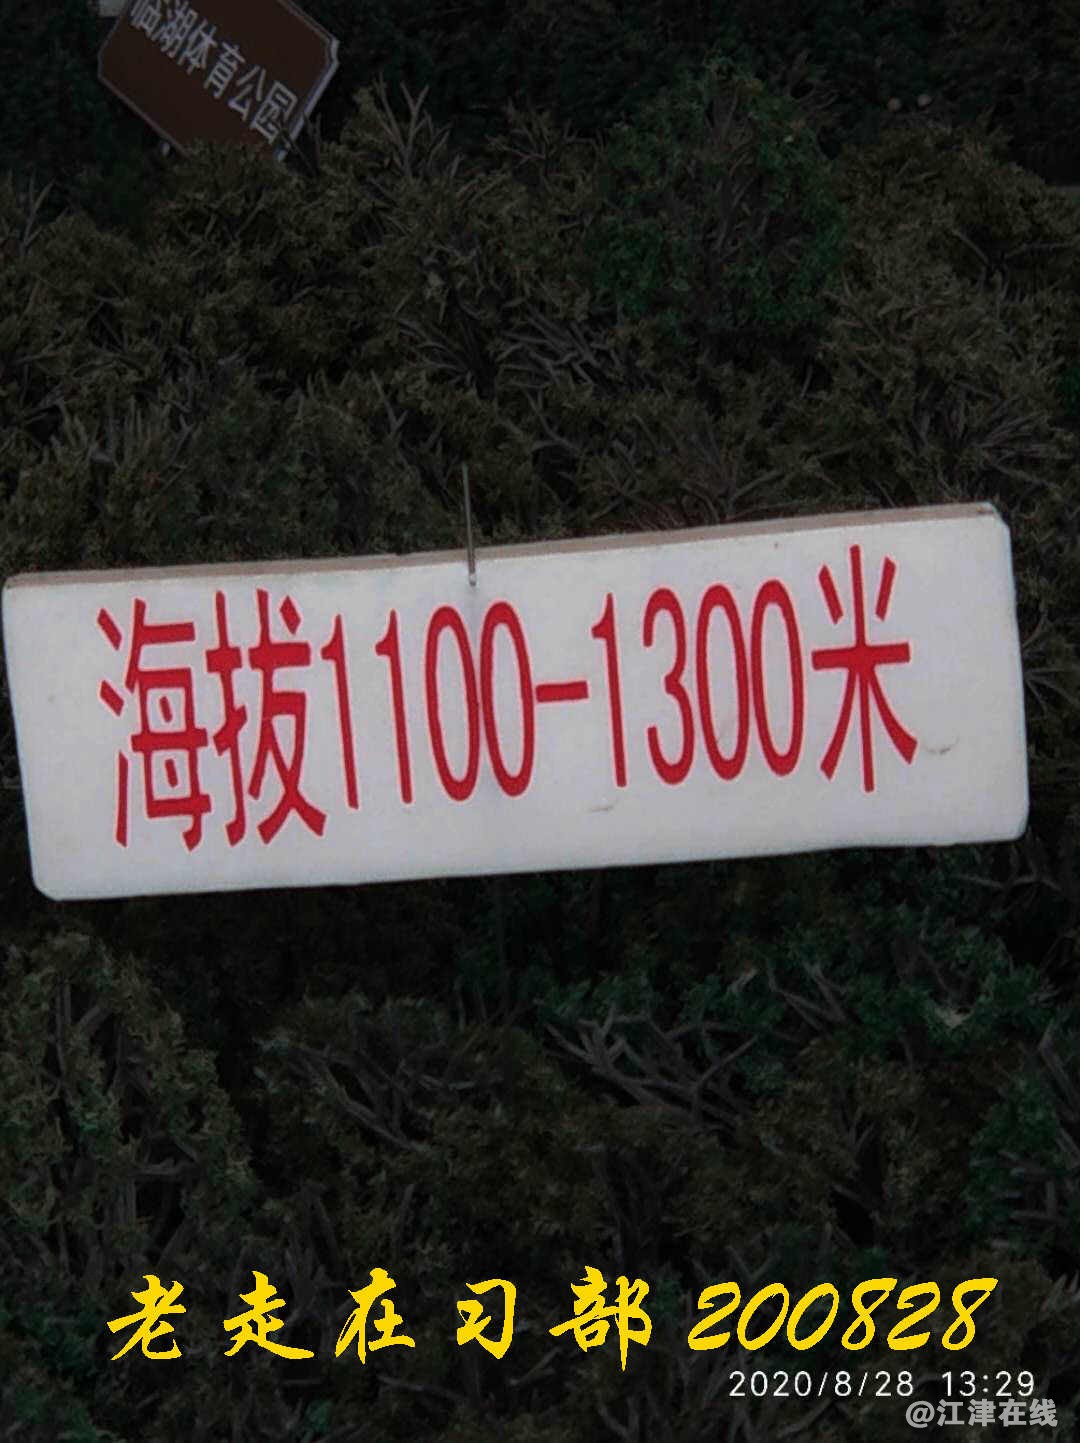 临湖体育公园
海拔1100-1300米
老走在习部 200828
2020/8/28 13:29
@江津在线